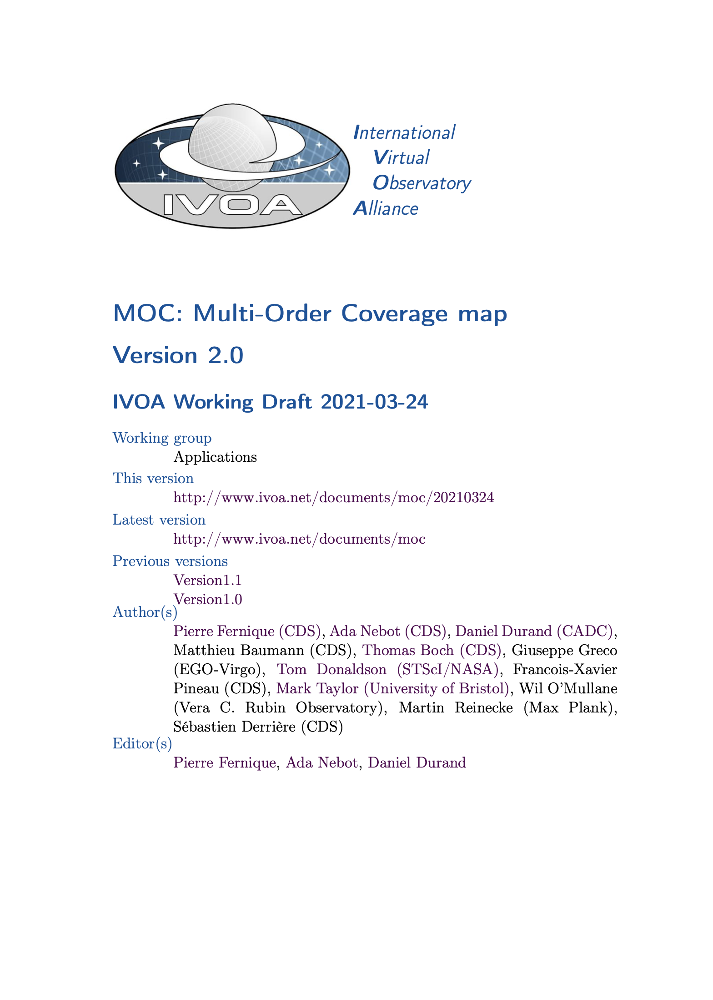 IVOA
International
Virtual
Observatory
Alliance
MOC: Multi-Order Coverage map
Version 2.0
IVOA Working Draft 2021-03-24
Working group
Applications
This version
http://www.ivoa.net/documents/moc/20210324
Latest version
http://www.ivoa.net/documents/moc
Previous versions
Version1.1
Version1.0
Author(s)
Pierre Fernique (CDS), Ada Nebot (CDS), Daniel Durand (CADC),
Matthieu Baumann (CDS), Thomas Boch (CDS), Giuseppe Greco
(EGO-Virgo), Tom Donaldson (STScI/NASA), Francois-Xavier
Pineau (CDS), Mark Taylor (University of Bristol), Wil O'Mullane
(Vera C. Rubin Observatory), Martin Reinecke (Max Plank),
Sébastien Derrière (CDS)
Editor(s)
Pierre Fernique, Ada Nebot, Daniel Durand